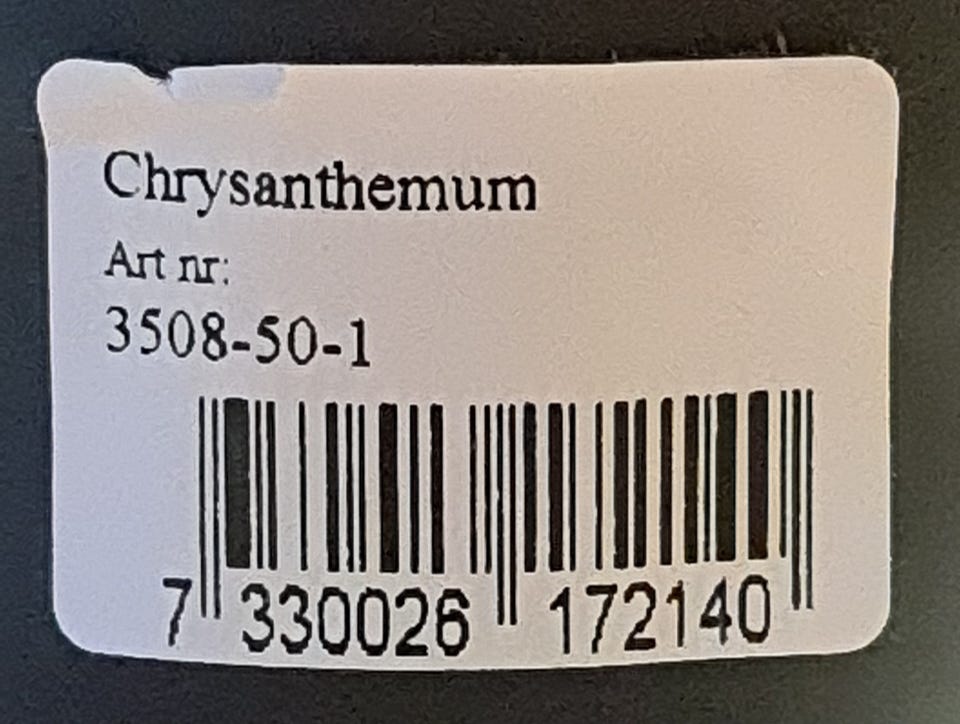 Chrysanthemum
Art nr:
3508-50-1
7 330026 172140